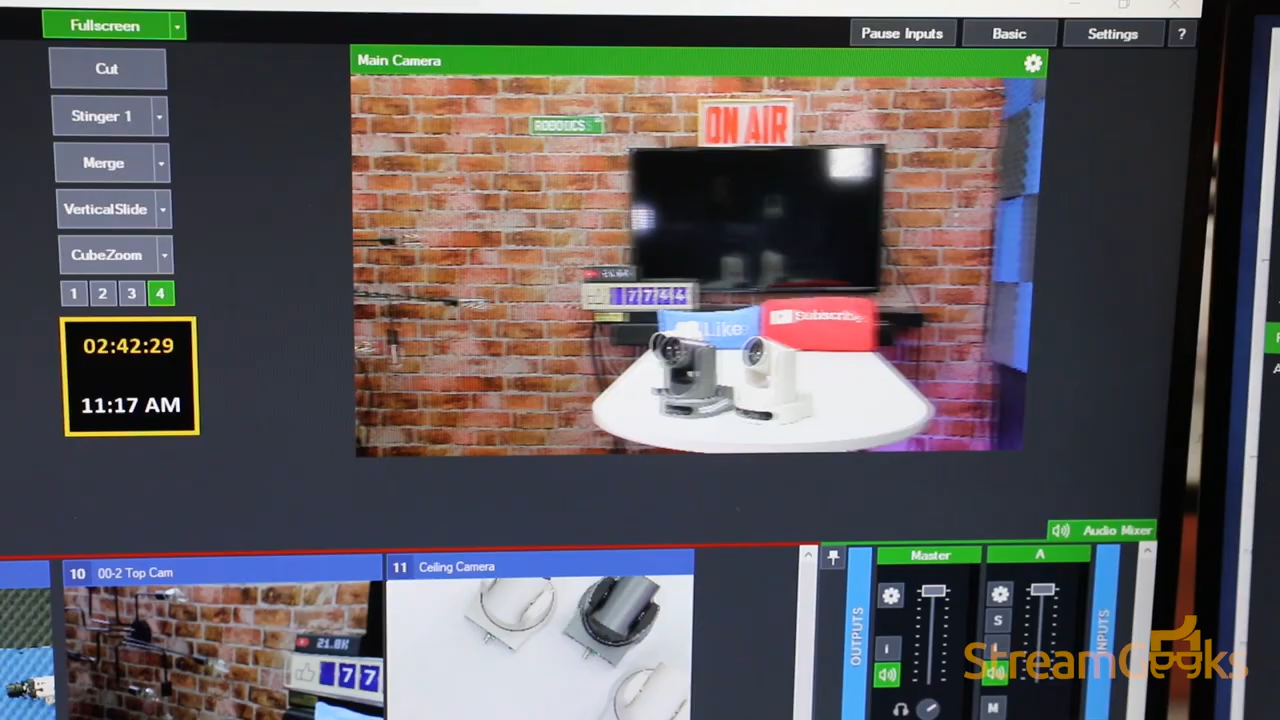 Fullscreen
Pause Inputs
Basic
Settings
?
Cut
Main Camera
Stinger 1
ROBOTICS
ON AIR
Merge
VerticalSlide
CubeZoom
1 2 3 4
7744
Like
Subscribe
02:42:29
11:17 AM
Audio Mixer
10 00-2 Top Cam
11 Ceiling Camera
Master
A
OUTPUTS
INPUTS
S
M
21.8K
77
StreamGeeks